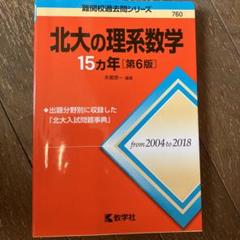 難関校過去問シリーズ
760
北大の理系数学
15カ年[第6版]
編著
◆出題分野別に収録した
「北大入試問題事典」
from 2004 to 2018
教学社